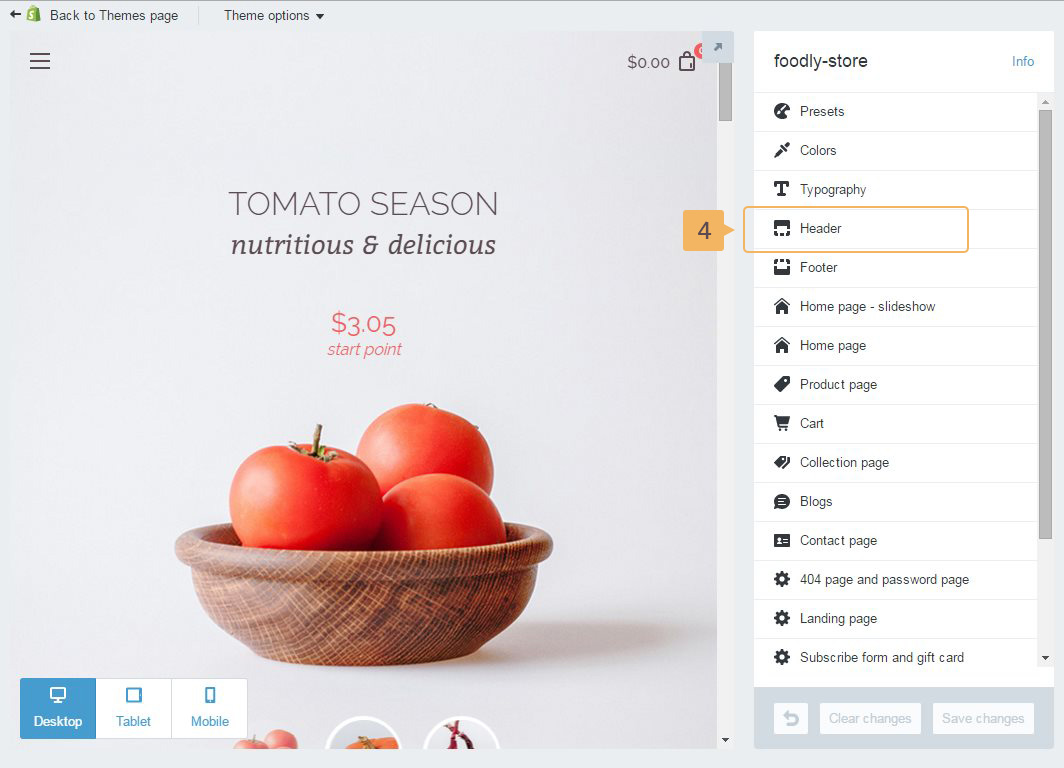 Back to Themes page
Theme options
$0.00
TOMATO SEASON
nutritious & delicious
$3.05
start point
Desktop
Tablet
Mobile
foodly-store
Info
Presets
Colors
Typography
4
Header
Footer
Home page - slideshow
Home page
Product page
Cart
Collection page
Blogs
Contact page
404 page and password page
Landing page
Subscribe form and gift card
Clear changes
Save changes